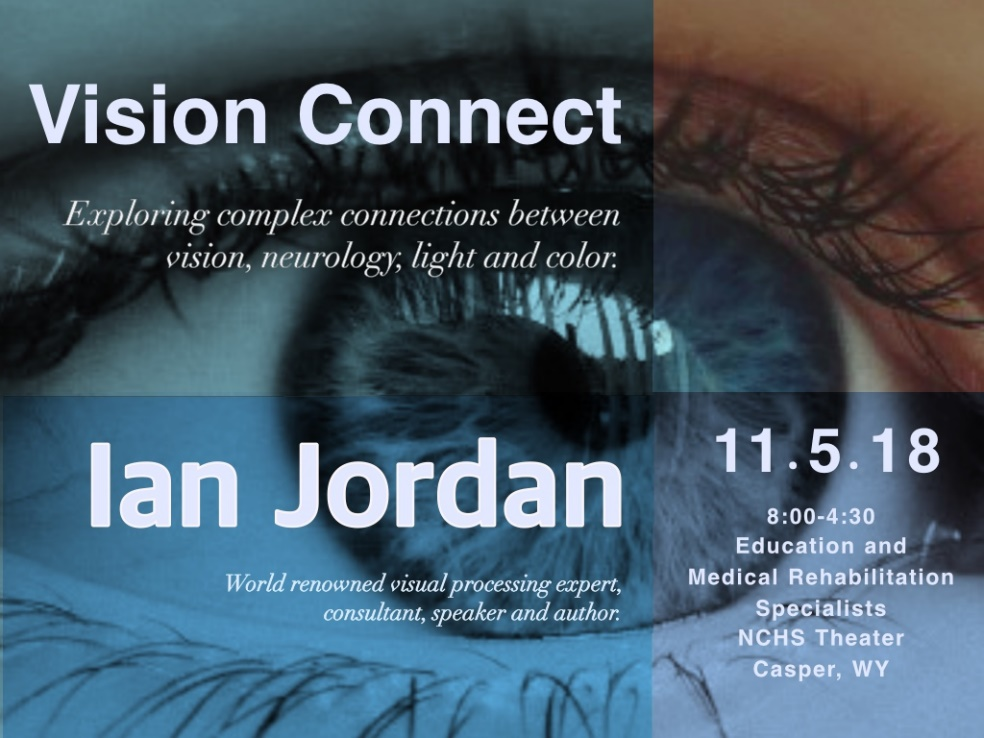 Vision Connect
Exploring complex connections between
vision, neurology, light and color.
Ian Jordan
World renowned visual processing expert,
consultant, speaker and author.
11.5.18
8:00-4:30
Education and
Medical Rehabilitation
Specialists
NCHS Theater
Casper, WY